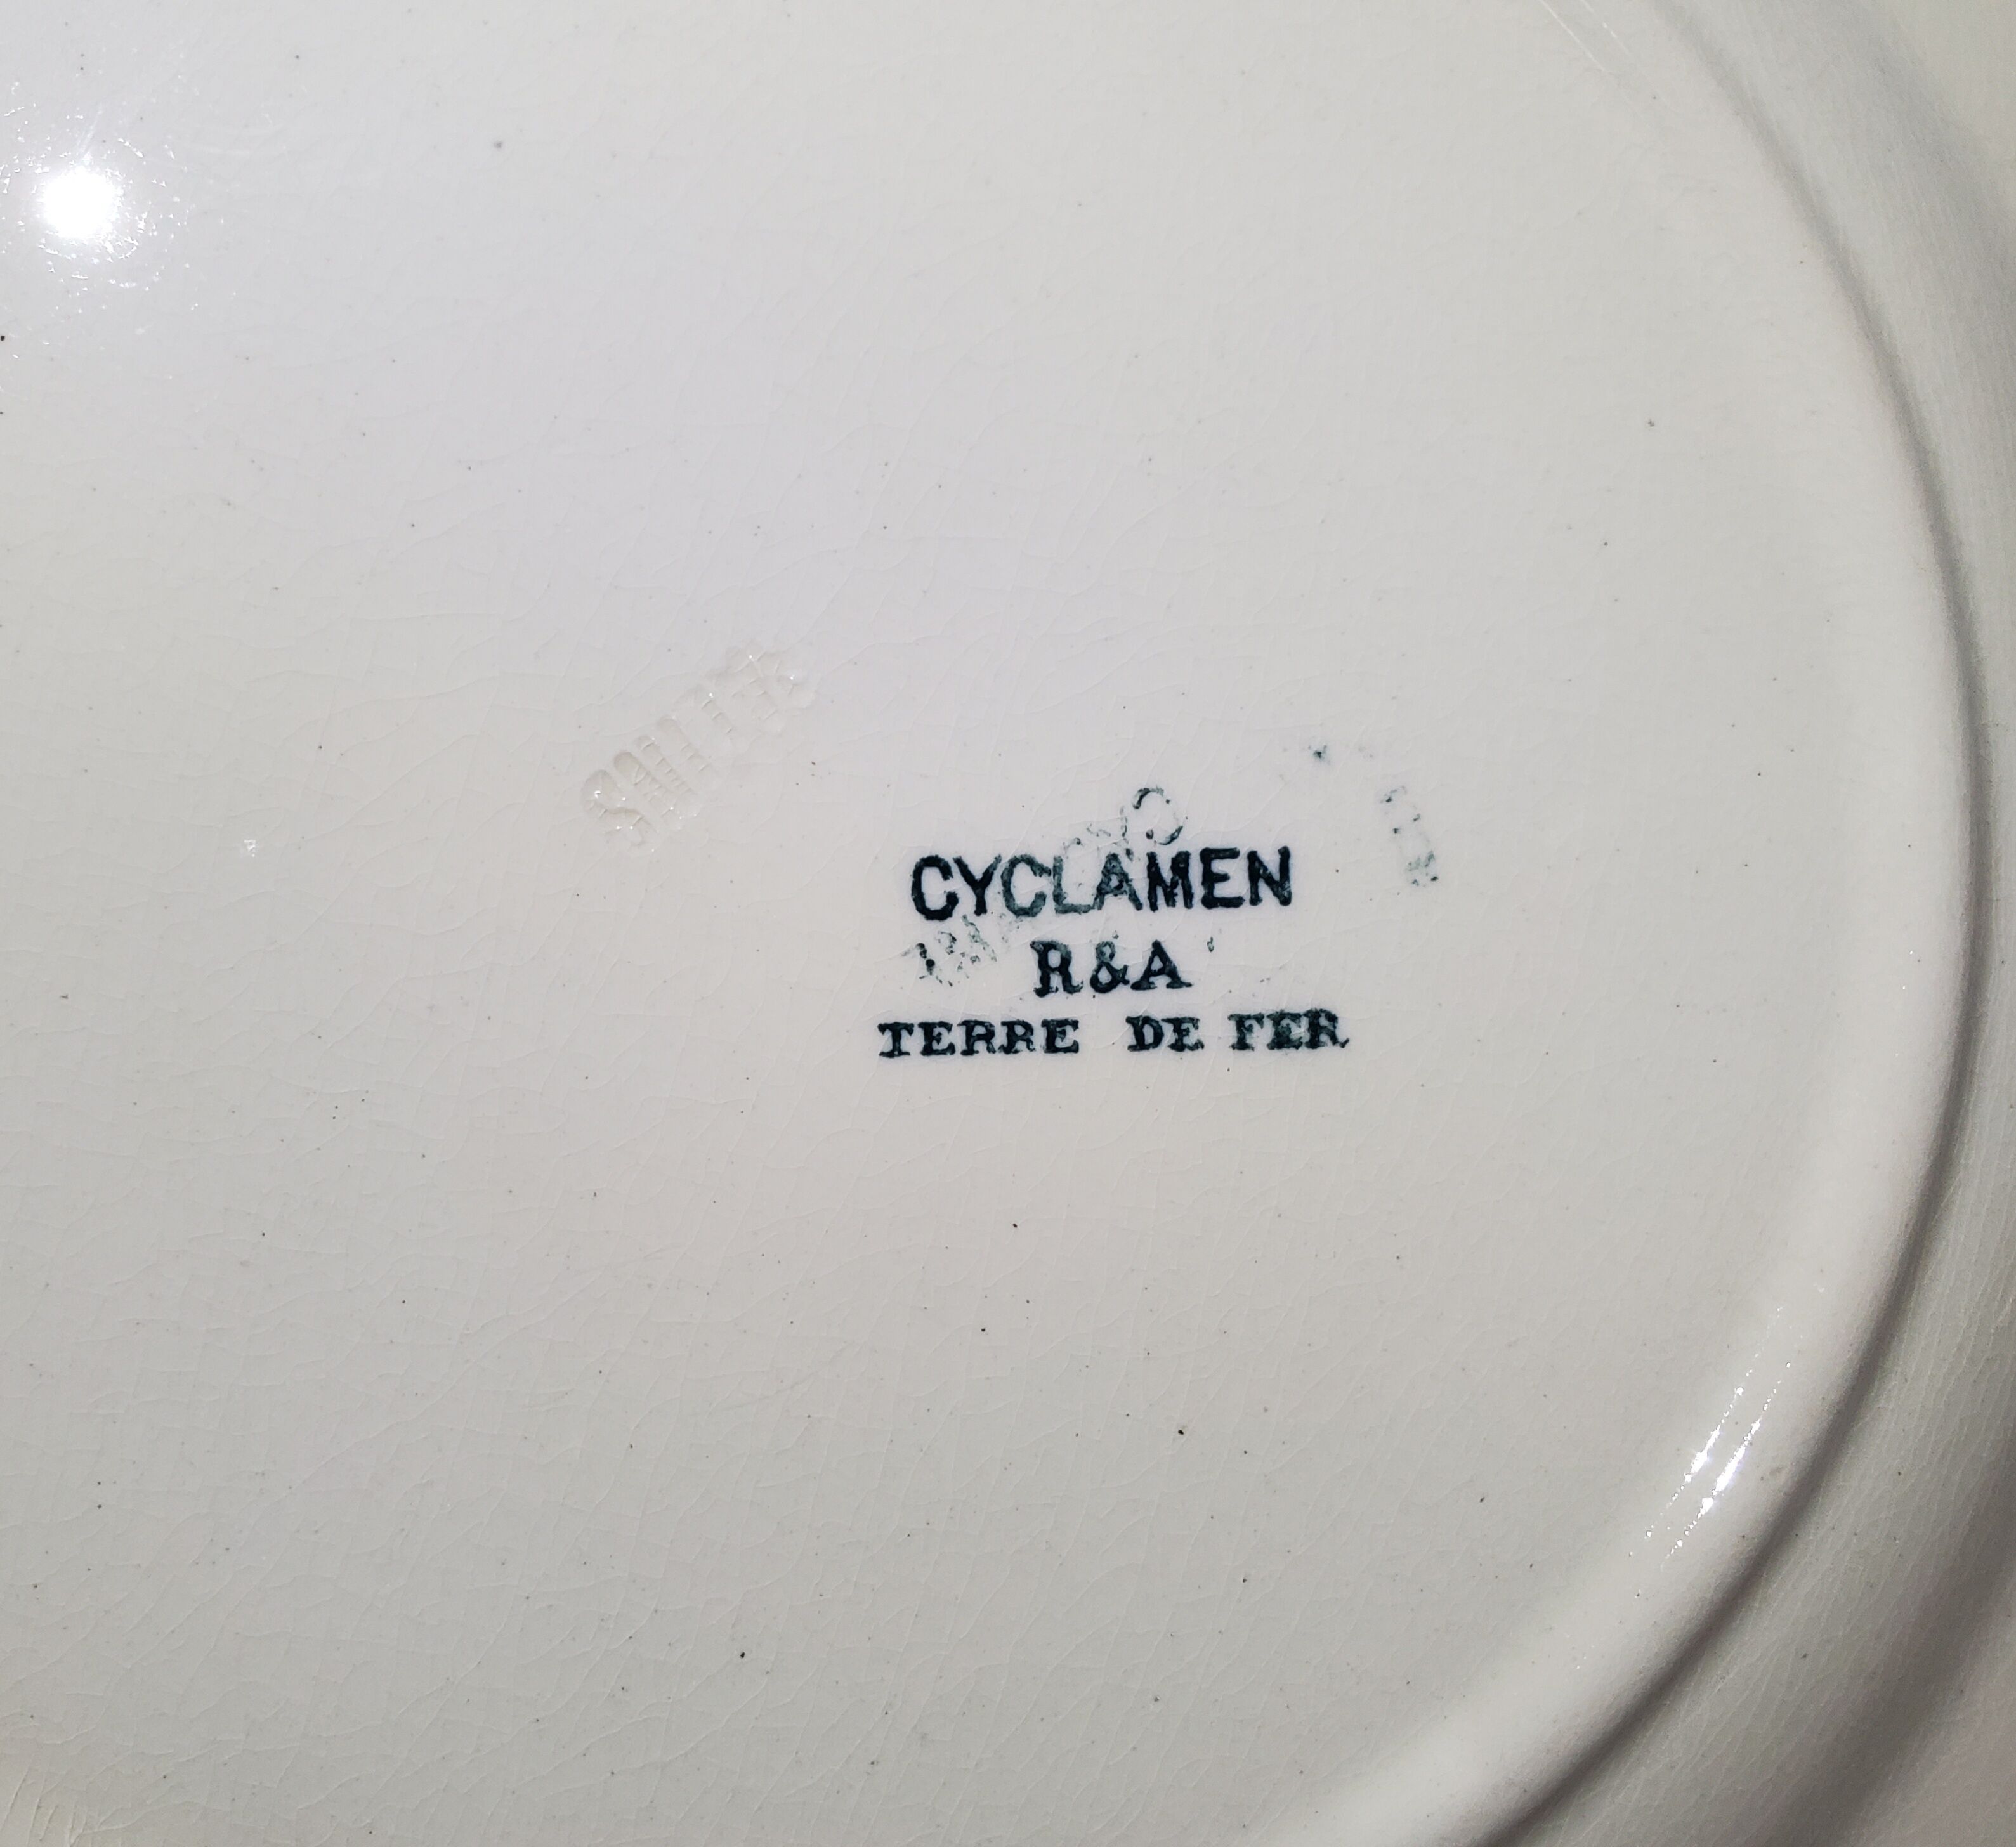 CYCLAMEN
R&A
TERRE DE FER